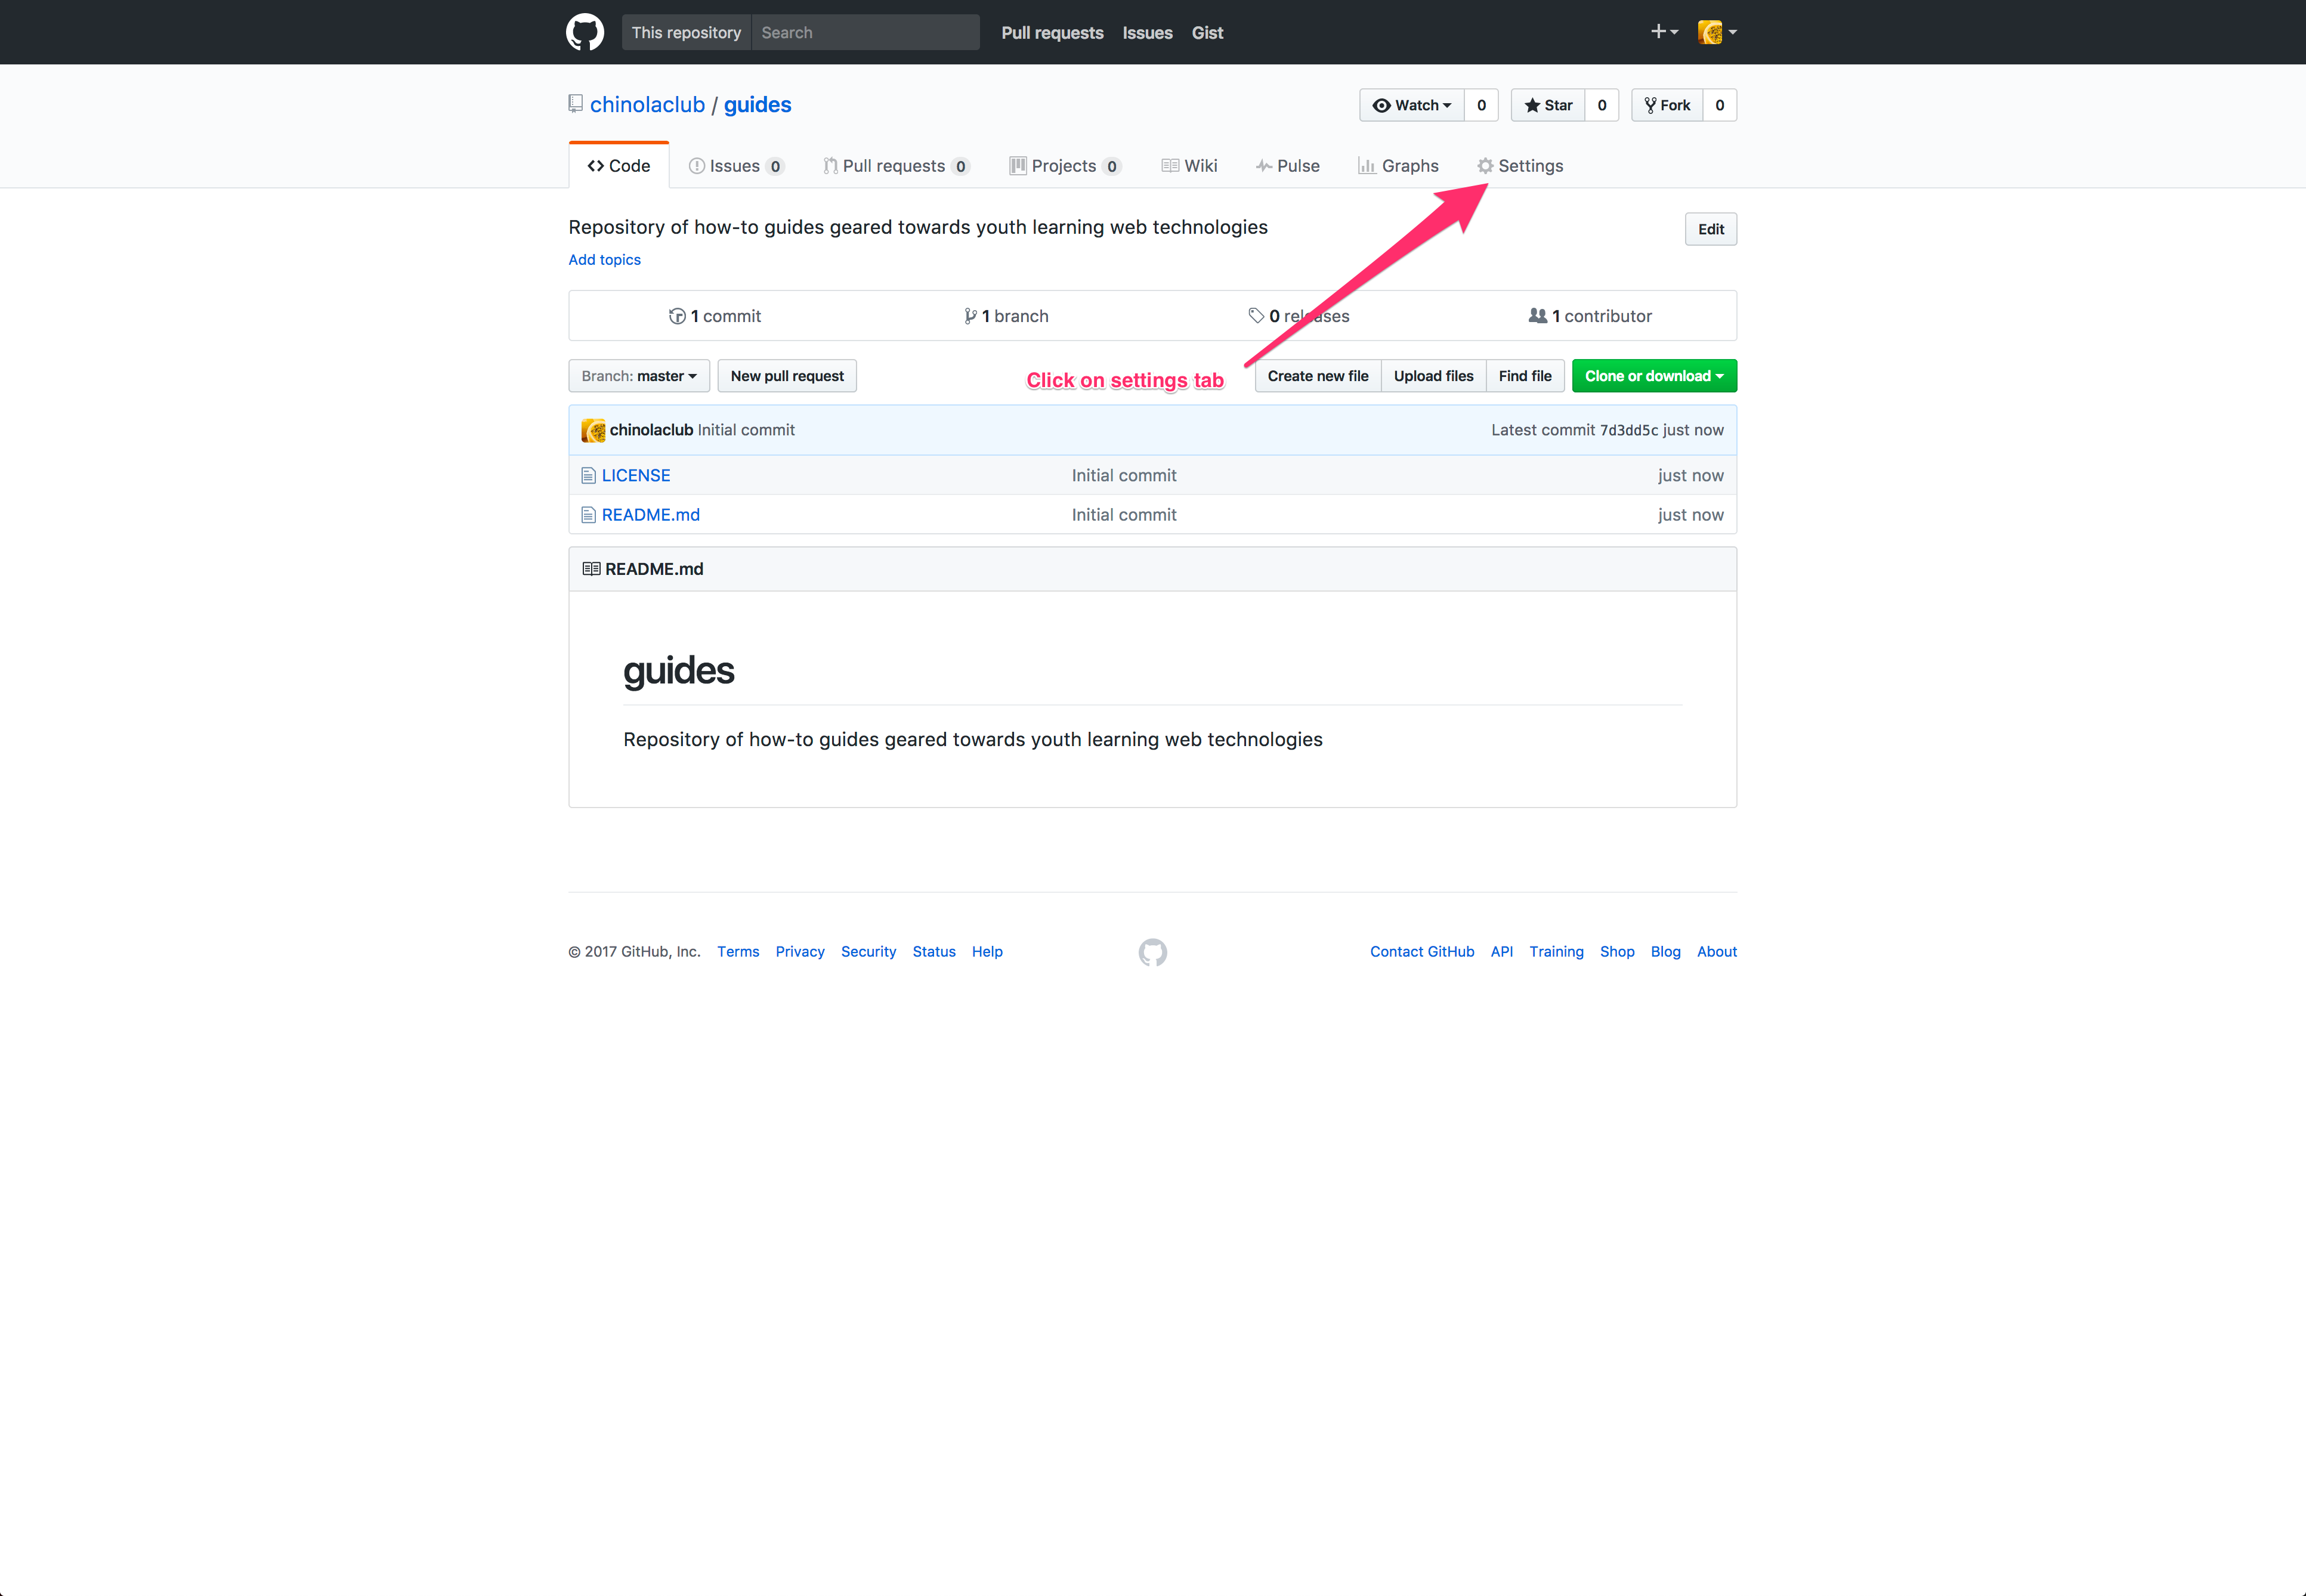 This repository Search Pull requests Issues Gist
chinolaclub / guides Watch 0 Star 0 Fork 0
Code Issues 0 Pull requests 0 Projects 0 Wiki Pulse Graphs Settings
Repository of how-to guides geared towards youth learning web technologies Edit
Add topics
1 commit 1 branch 0 releases 1 contributor
Branch: master New pull request Click on settings tab Create new file Upload files Find file Clone or download
chinolaclub Initial commit Latest commit 7d3dd5c just now
LICENSE Initial commit just now
README.md Initial commit just now
README.md
guides
Repository of how-to guides geared towards youth learning web technologies
© 2017 GitHub, Inc. Terms Privacy Security Status Help Contact GitHub API Training Shop Blog About